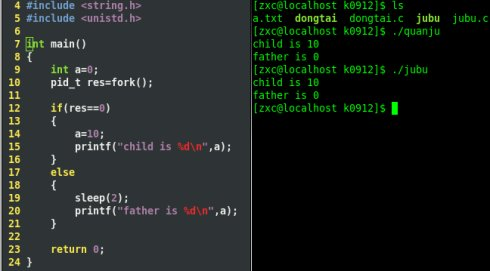 4 #include <string.h>
5 #include <unistd.h>
6
7 int main()
8 {
9 int a=0;
10 pid_t res=fork();
11
12 if(res==0)
13 {
14 a=10;
15 printf("child is %d\n",a);
16 }
17 else
18 {
19 sleep(2);
20 printf("father is %d\n",a);
21 }
22
23 return 0;
24 }
[zxc@localhost k0912]$ ls
a.txt dongtai dongtai.c jubu jubu.c
[zxc@localhost k0912]$ ./quanju
child is 10
father is 0
[zxc@localhost k0912]$ ./jubu
child is 10
father is 0
[zxc@localhost k0912]$